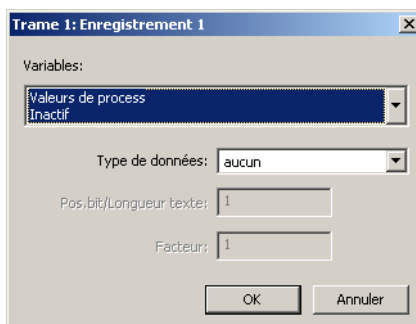 Trame 1: Enregistrement 1
Variables:
Valeurs de process
Inactif
Type de données: aucun
Pos.bit/Longueur texte: 1
Facteur: 1
OK Annuler